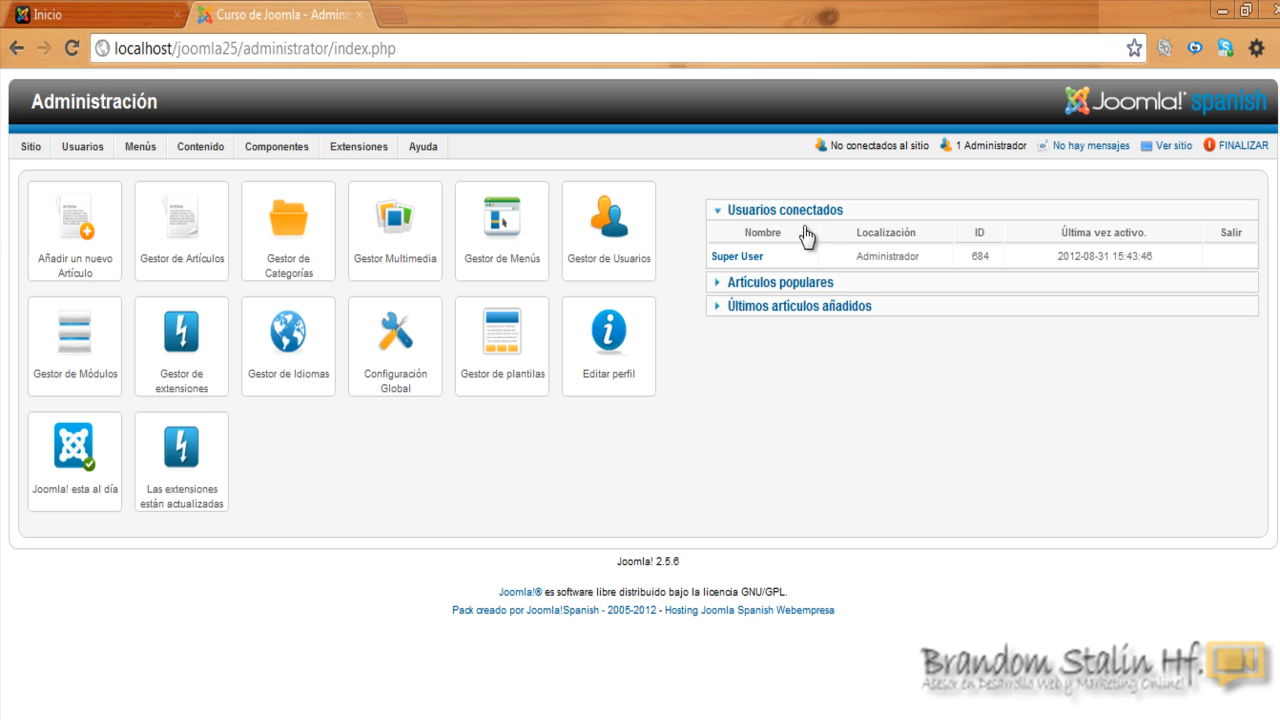 Inicio
Curso de Joomla - Adminis
localhost/joomla25/administrator/index.php
Administración
Joomla!® spanish
Sitio Usuarios Menús Contenido Componentes Extensiones Ayuda
No conectados al sitio 1 Administrador No hay mensajes Ver sitio FINALIZAR
Añadir un nuevo
Artículo
Gestor de Artículos
Gestor de
Categorías
Gestor Multimedia
Gestor de Menús
Gestor de Usuarios
Gestor de Módulos
Gestor de
extensiones
Gestor de Idiomas
Configuración
Global
Gestor de plantilas
Editar perfil
Joomla! esta al día
Las extensiones
están actualizadas
Usuarios conectados
Nombre Localización ID Última vez activo. Salir
Super User Administrador 684 2012-08-31 15:43:46
Artículos populares
Últimos artículos añadidos
Joomla! 2.5.6
Joomla!® es software libre distribuido bajo la licencia GNU/GPL.
Pack creado por Joomla!Spanish - 2005-2012 - Hosting Joomla Spanish Webempresa
Brandom Stalin Hf.
Asesor en Desarrollo Web y Marketing Online!